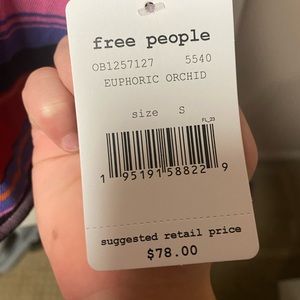 free people
OB1257127 5540
EUPHORIC ORCHID
size S
FL_23
1 95191 58822 9
suggested retail price
$78.00